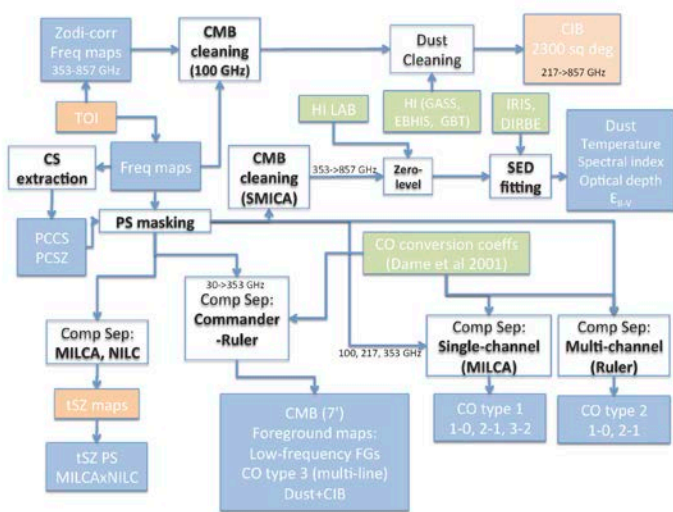 Zodi-corr
Freq maps
353-857 GHz
CMB
cleaning
(100 GHz)
Dust
Cleaning
CIB
2300 sq deg
217->857 GHz
TOI
HI LAB
HI (GASS,
EBHIS, GBT)
IRIS,
DIRBE
CS
extraction
Freq maps
CMB
cleaning
(SMICA)
353->857 GHz
Zero-
level
SED
fitting
Dust
Temperature
Spectral index
Optical depth
E_B-V
PCCS
PCSZ
PS masking
CO conversion coeffs
(Dame et al 2001)
30->353 GHz
Comp Sep:
MILCA, NILC
Comp Sep:
Commander
-Ruler
100, 217, 353 GHz
Comp Sep:
Single-channel
(MILCA)
Comp Sep:
Multi-channel
(Ruler)
tSZ maps
CO type 1
1-0, 2-1, 3-2
CO type 2
1-0, 2-1
tSZ PS
MILCAxNILC
CMB (7')
Foreground maps:
Low-frequency FGs
CO type 3 (multi-line)
Dust+CIB